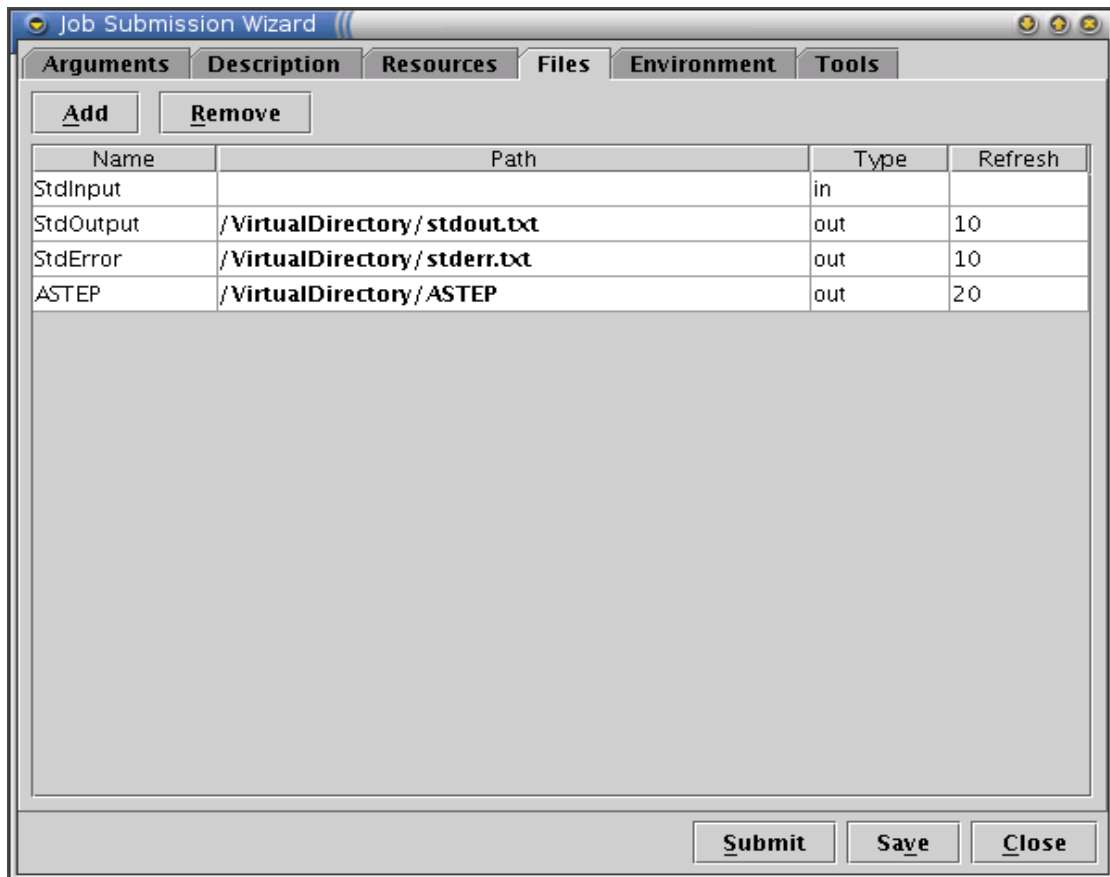 Job Submission Wizard
Arguments Description Resources Files Environment Tools
Add Remove
Name Path Type Refresh
StdInput in
StdOutput /VirtualDirectory/stdout.txt out 10
StdError /VirtualDirectory/stderr.txt out 10
ASTEP /VirtualDirectory/ASTEP out 20
Submit Save Close